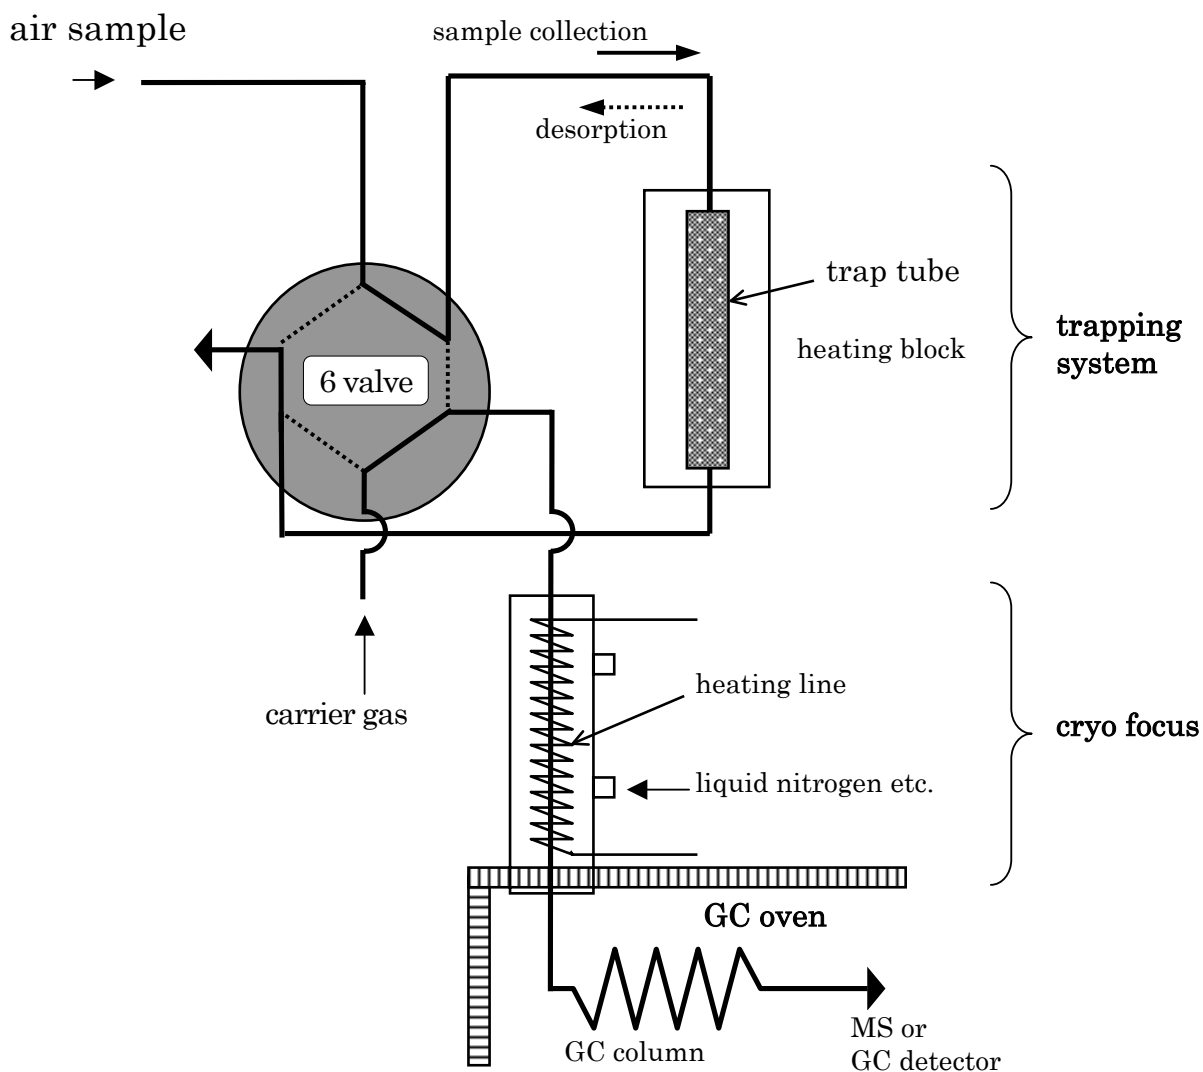 air sample
sample collection
desorption
trap tube
heating block
trapping
system
6 valve
carrier gas
heating line
liquid nitrogen etc.
cryo focus
GC oven
GC column
MS or
GC detector